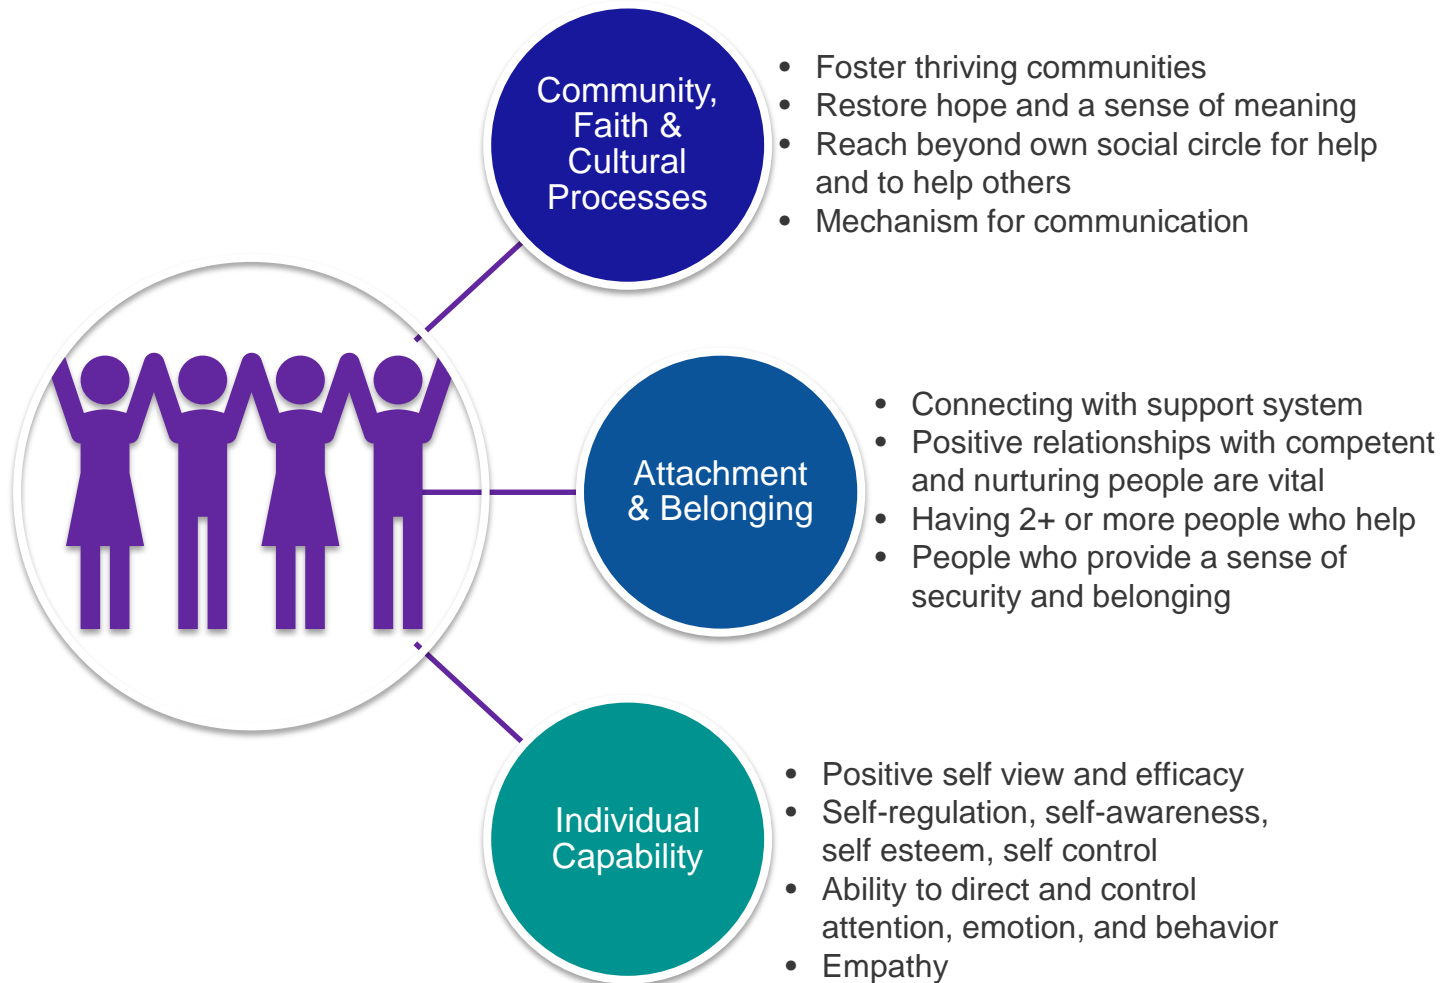 Community,
Faith &
Cultural
Processes
• Foster thriving communities
• Restore hope and a sense of meaning
• Reach beyond own social circle for help
and to help others
• Mechanism for communication
Attachment
& Belonging
• Connecting with support system
• Positive relationships with competent
and nurturing people are vital
• Having 2+ or more people who help
• People who provide a sense of
security and belonging
Individual
Capability
• Positive self view and efficacy
• Self-regulation, self-awareness,
self esteem, self control
• Ability to direct and control
attention, emotion, and behavior
• Empathy